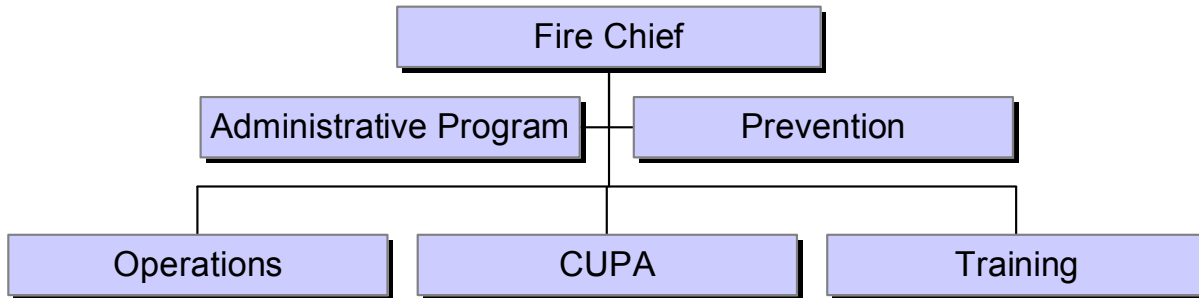 Fire Chief
Administrative Program
Prevention
Operations
CUPA
Training